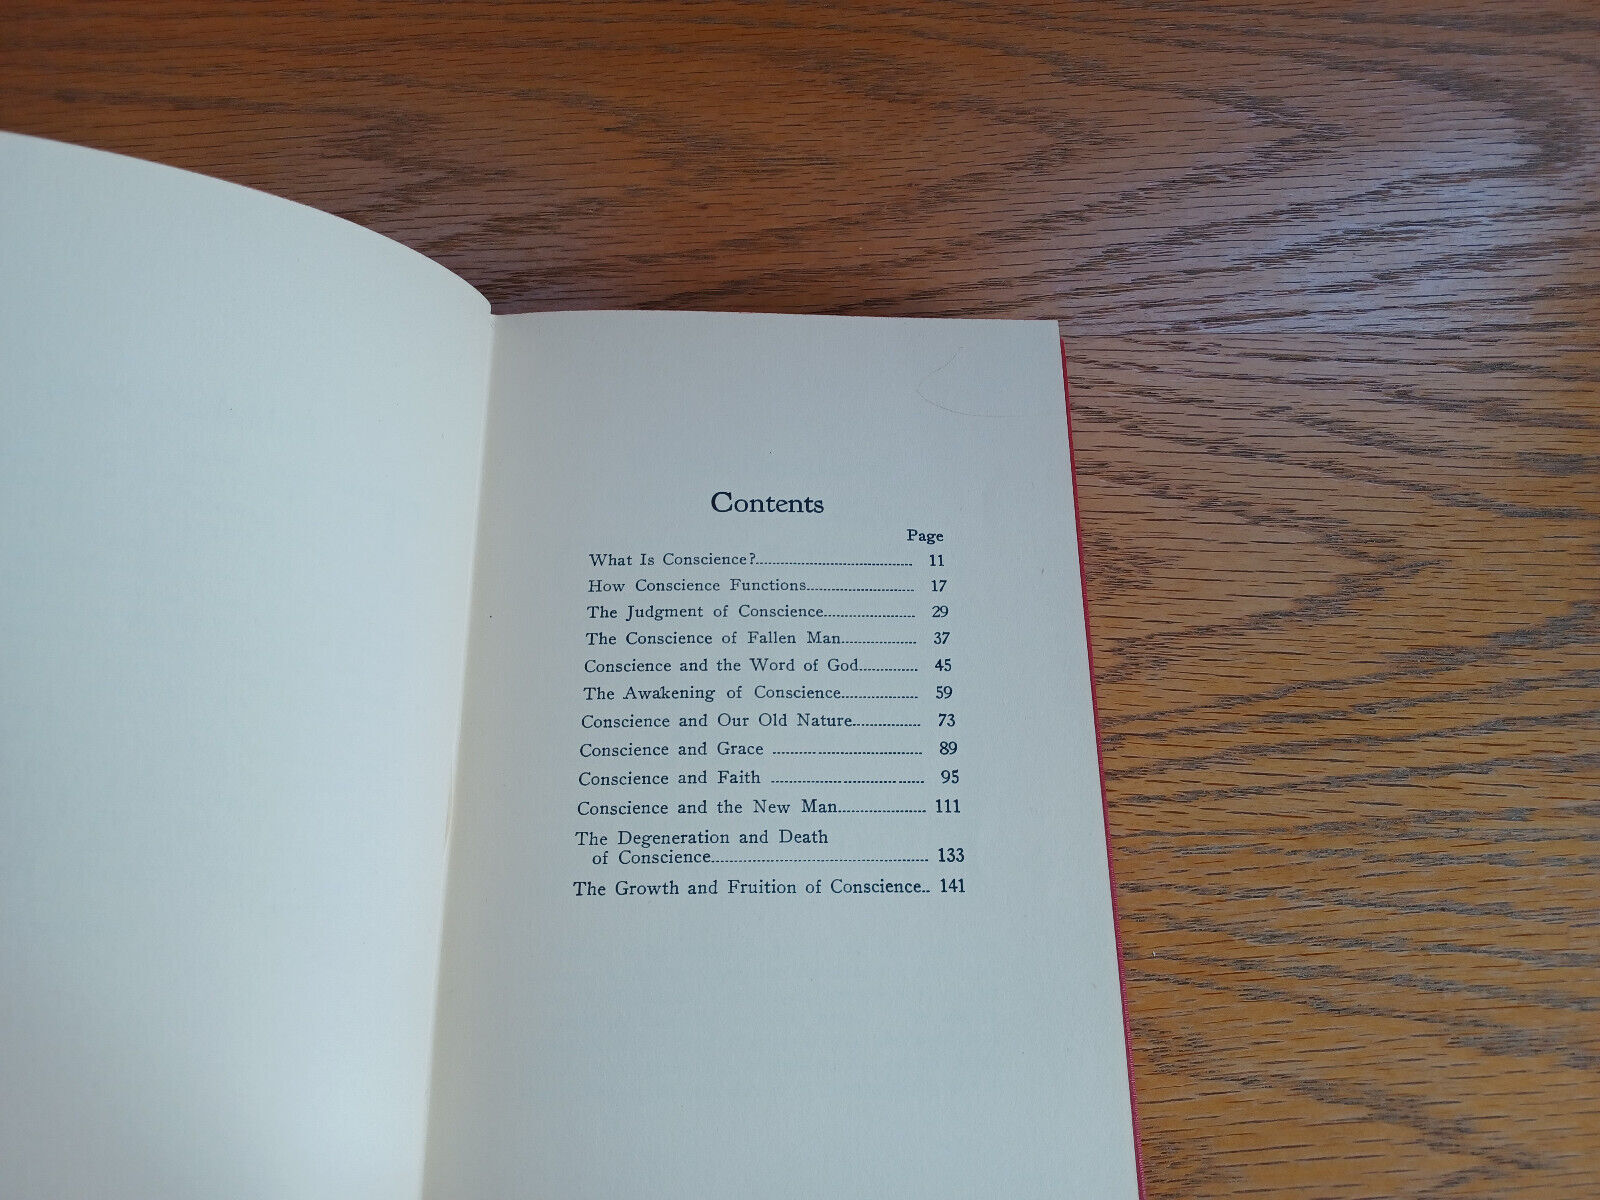 Contents
Page
What Is Conscience?........................................ 11
How Conscience Functions........................... 17
The Judgment of Conscience....................... 29
The Conscience of Fallen Man................... 37
Conscience and the Word of God.............. 45
The Awakening of Conscience................... 59
Conscience and Our Old Nature................. 73
Conscience and Grace ..................................... 89
Conscience and Faith ...................................... 95
Conscience and the New Man...................... 111
The Degeneration and Death
of Conscience...................................................... 133
The Growth and Fruition of Conscience.. 141